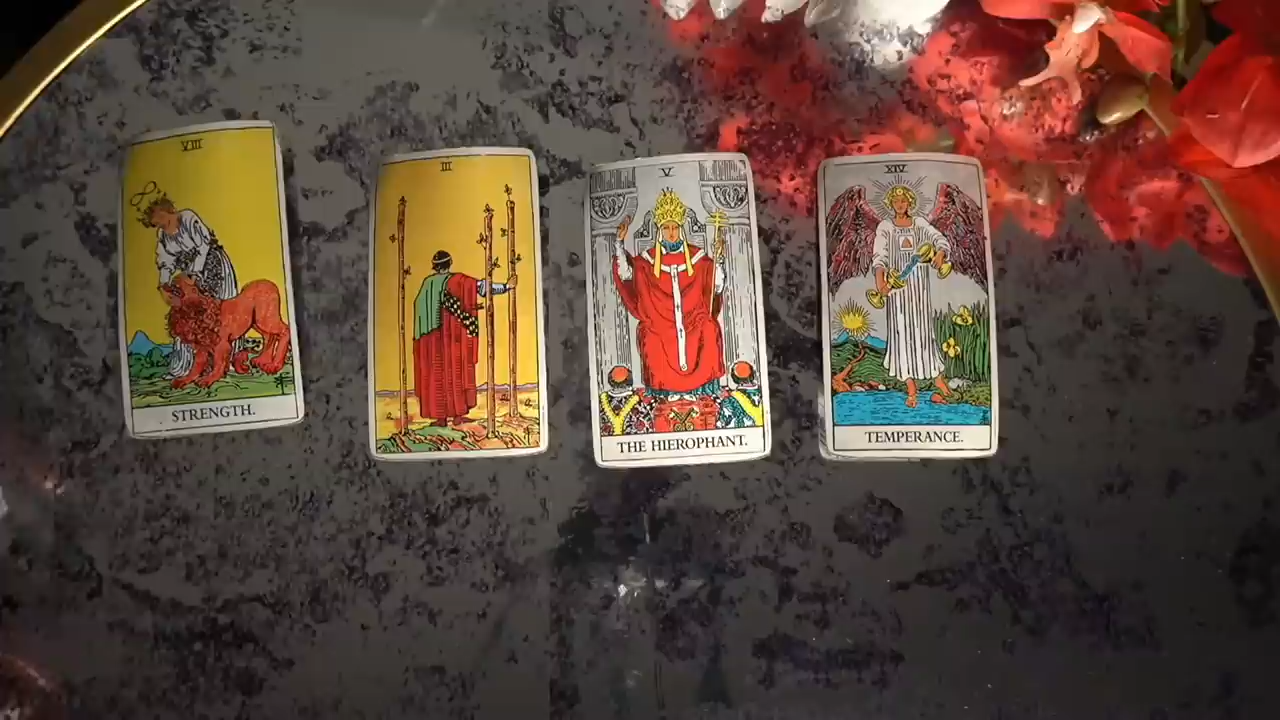 VIII
STRENGTH.
III
V
THE HIEROPHANT.
XIV
TEMPERANCE.